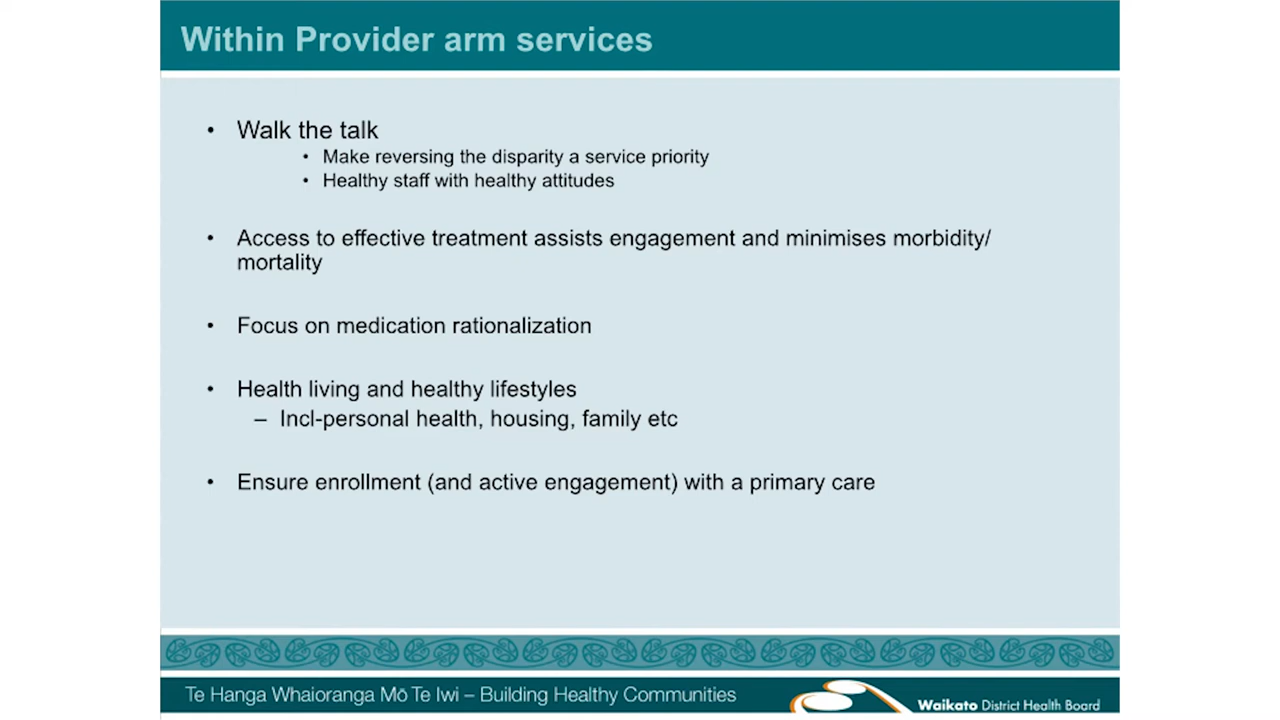 Within Provider arm services
• Walk the talk
• Make reversing the disparity a service priority
• Healthy staff with healthy attitudes
• Access to effective treatment assists engagement and minimises morbidity/
mortality
• Focus on medication rationalization
• Health living and healthy lifestyles
– Incl-personal health, housing, family etc
• Ensure enrollment (and active engagement) with a primary care
Te Hanga Whaioranga Mō Te Iwi – Building Healthy Communities
Waikato District Health Board